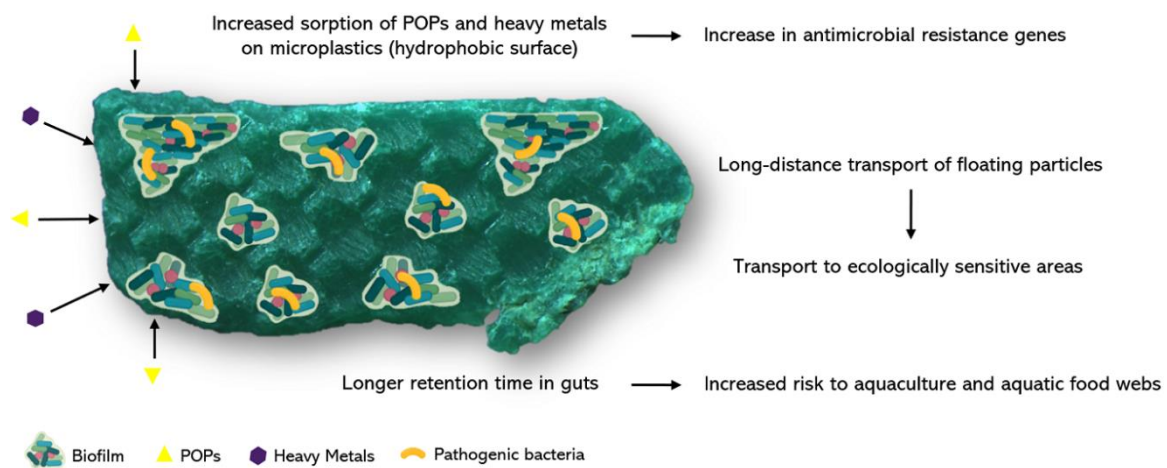 Increased sorption of POPs and heavy metals
on microplastics (hydrophobic surface)
Increase in antimicrobial resistance genes
Long-distance transport of floating particles
Transport to ecologically sensitive areas
Longer retention time in guts
Increased risk to aquaculture and aquatic food webs
Biofilm
POPs
Heavy Metals
Pathogenic bacteria